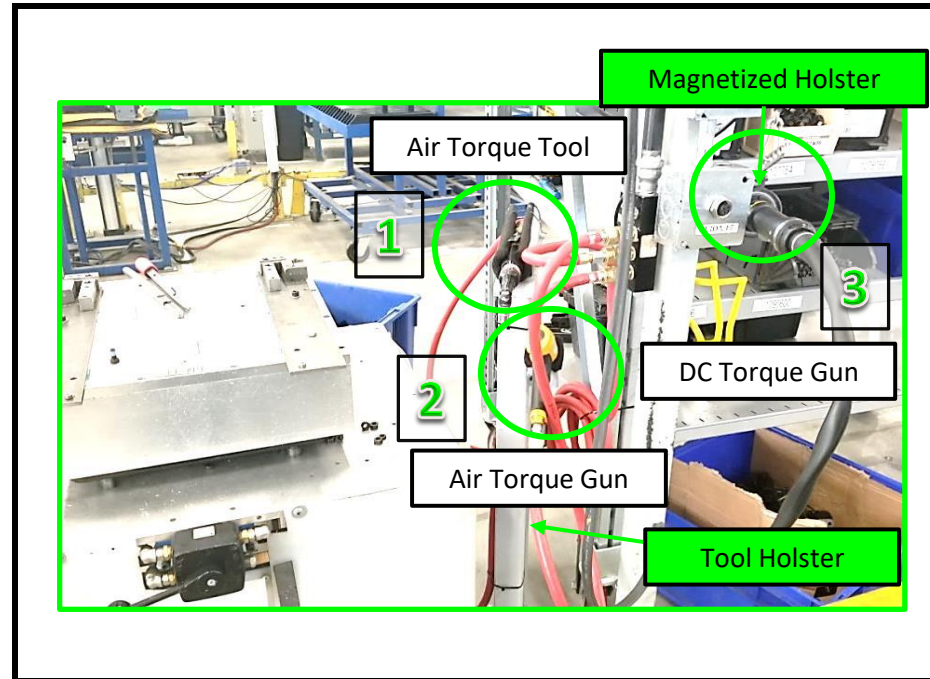 Magnetized Holster
Air Torque Tool
1
3
2
DC Torque Gun
Air Torque Gun
Tool Holster